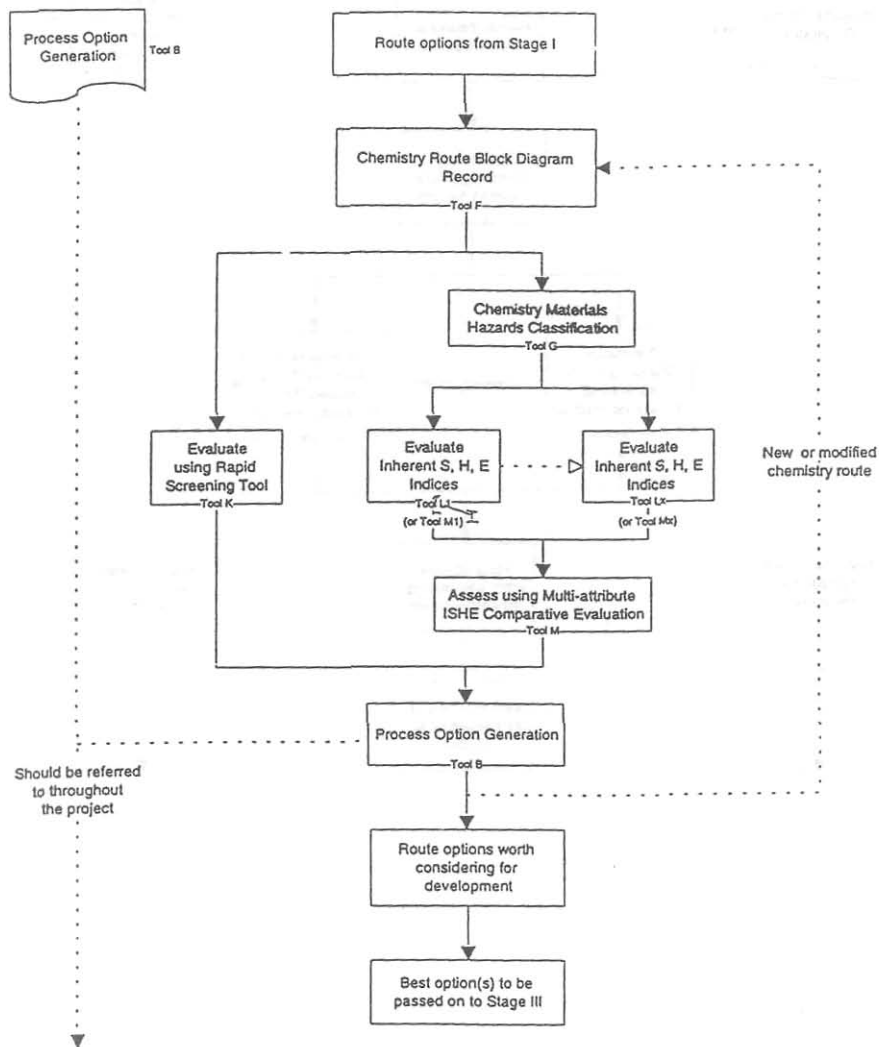 Process Option
Generation
Tool B
Route options from Stage I
Chemistry Route Block Diagram
Record
Tool F
Chemistry Materials
Hazards Classification
Tool G
Evaluate
using Rapid
Screening Tool
Tool K
Evaluate
Inherent S, H, E
Indices
Tool L1
(or Tool M1)
Evaluate
Inherent S, H, E
Indices
Tool Lx
(or Tool Mx)
New or modified
chemistry route
Assess using Multi-attribute
ISHE Comparative Evaluation
Tool M
Process Option Generation
Tool B
Should be referred
to throughout
the project
Route options worth
considering for
development
Best option(s) to be
passed on to Stage III